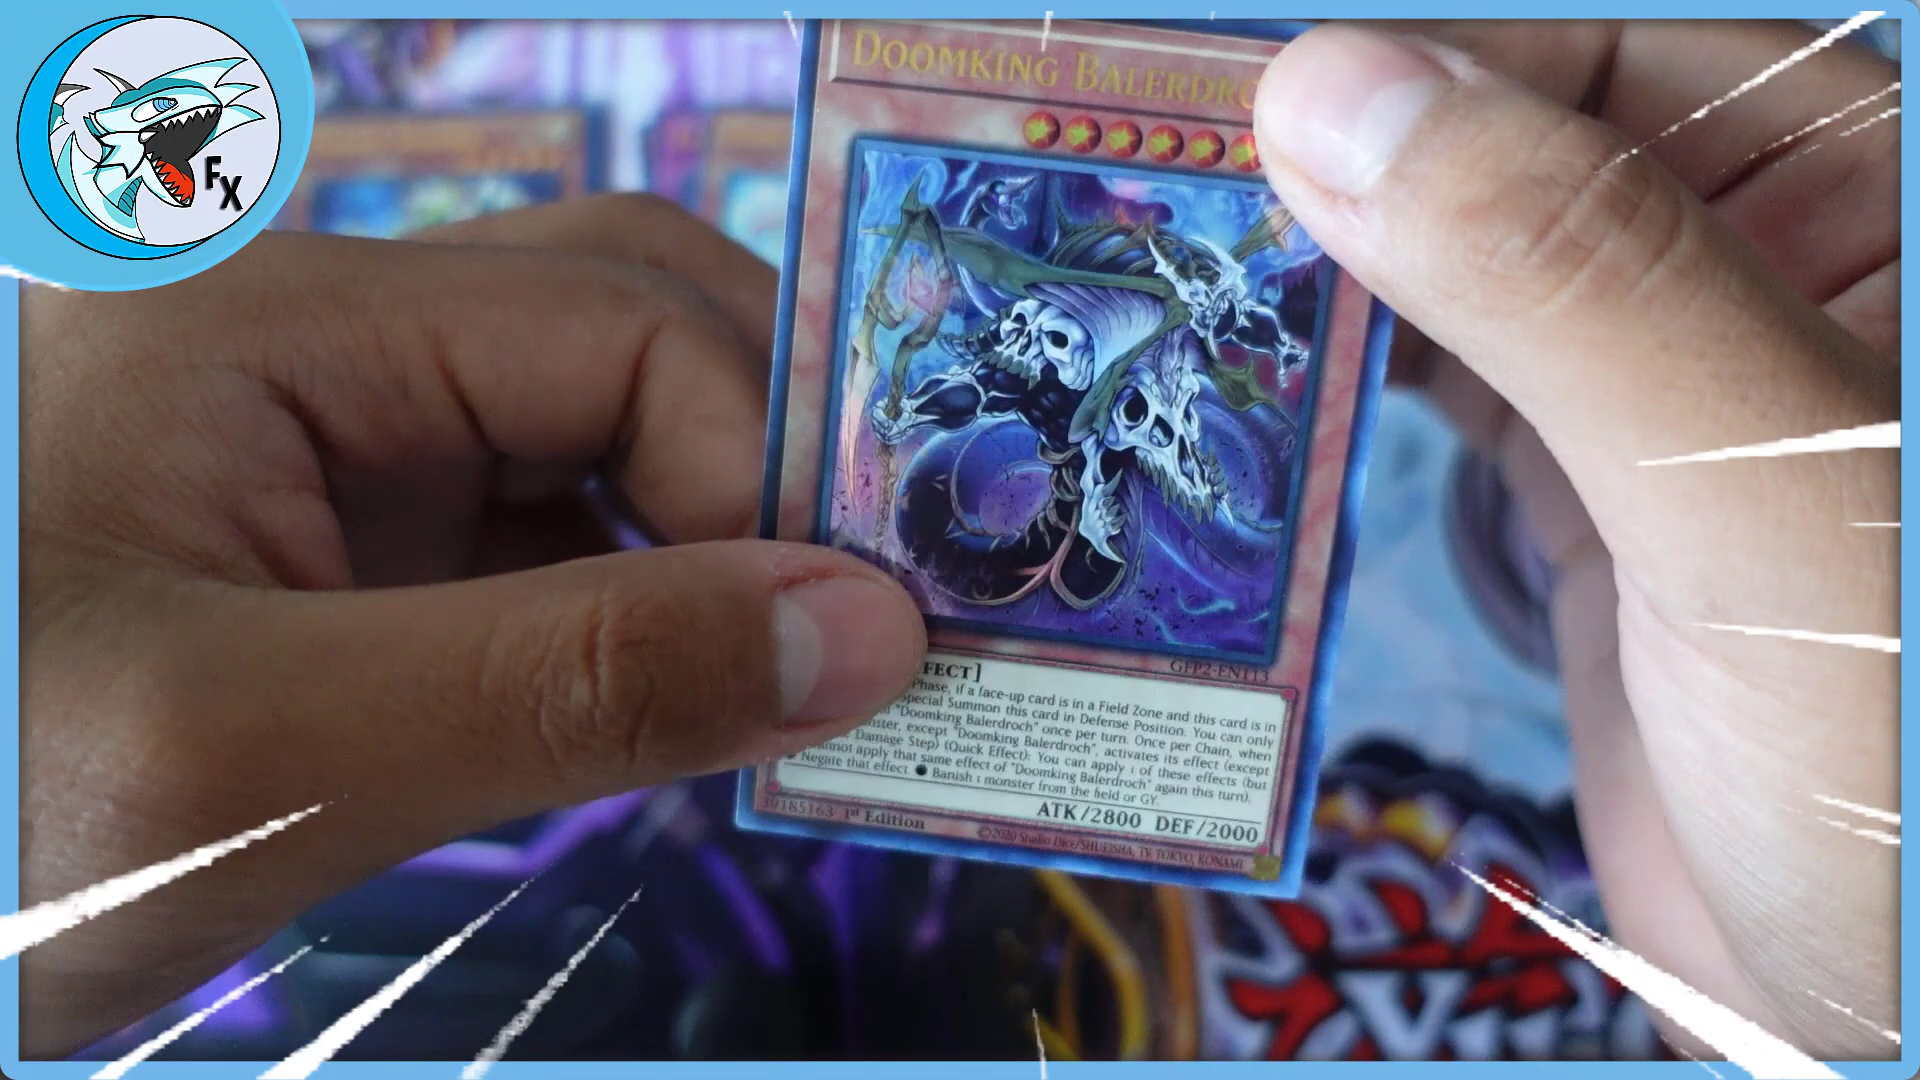 FX
DOOMKING BALERDRO
GFP2-EN113
FECT]
Phase, if a face-up card is in a Field Zone and this card is in
Special Summon this card in Defense Position. You can only
"Doomking Balerdroch" once per turn. Once per Chain, when
nster, except "Doomking Balerdroch", activates its effect (except
Damage Step) (Quick Effect): You can apply 1 of these effects (but
cannot apply that same effect of "Doomking Balerdroch" again this turn).
Negate that effect. ● Banish 1 monster from the field or GY.
ATK/2800 DEF/2000
39185163 1st Edition
©2020 Studio Dice/SHUEISHA, TV TOKYO, KONAMI